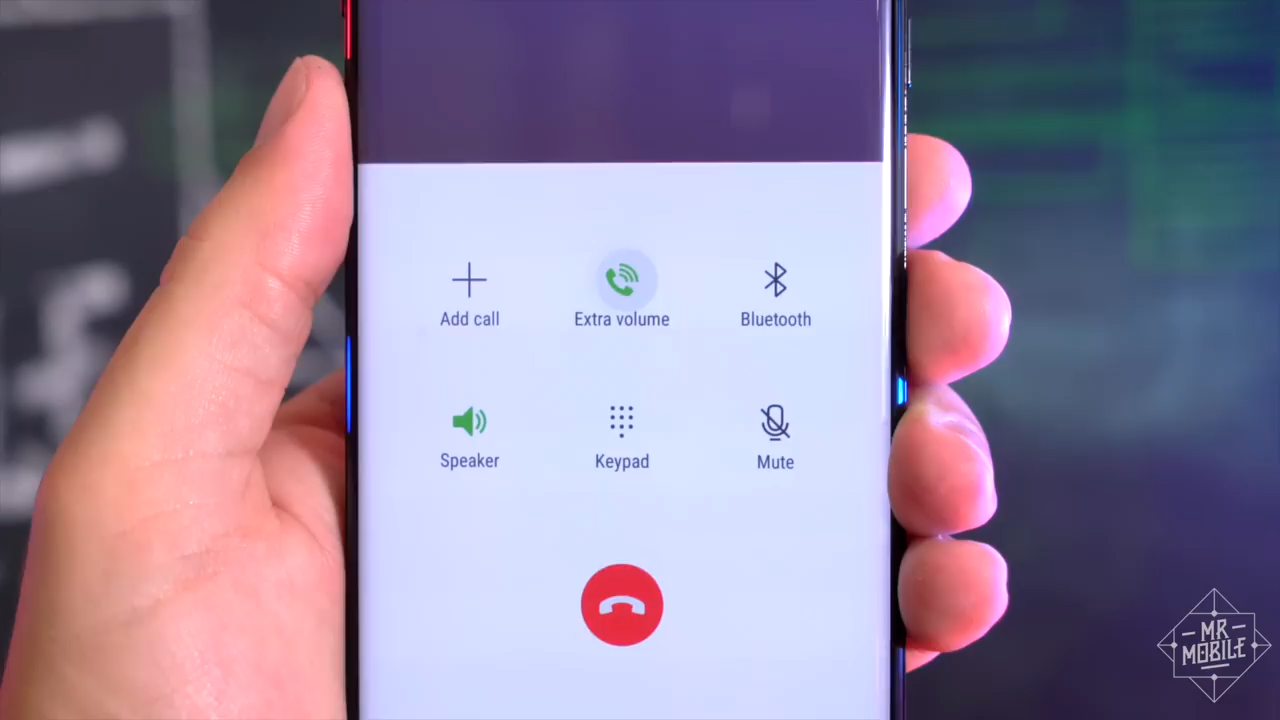 Add call
Extra volume
Bluetooth
Speaker
Keypad
Mute
MR
MOBILE